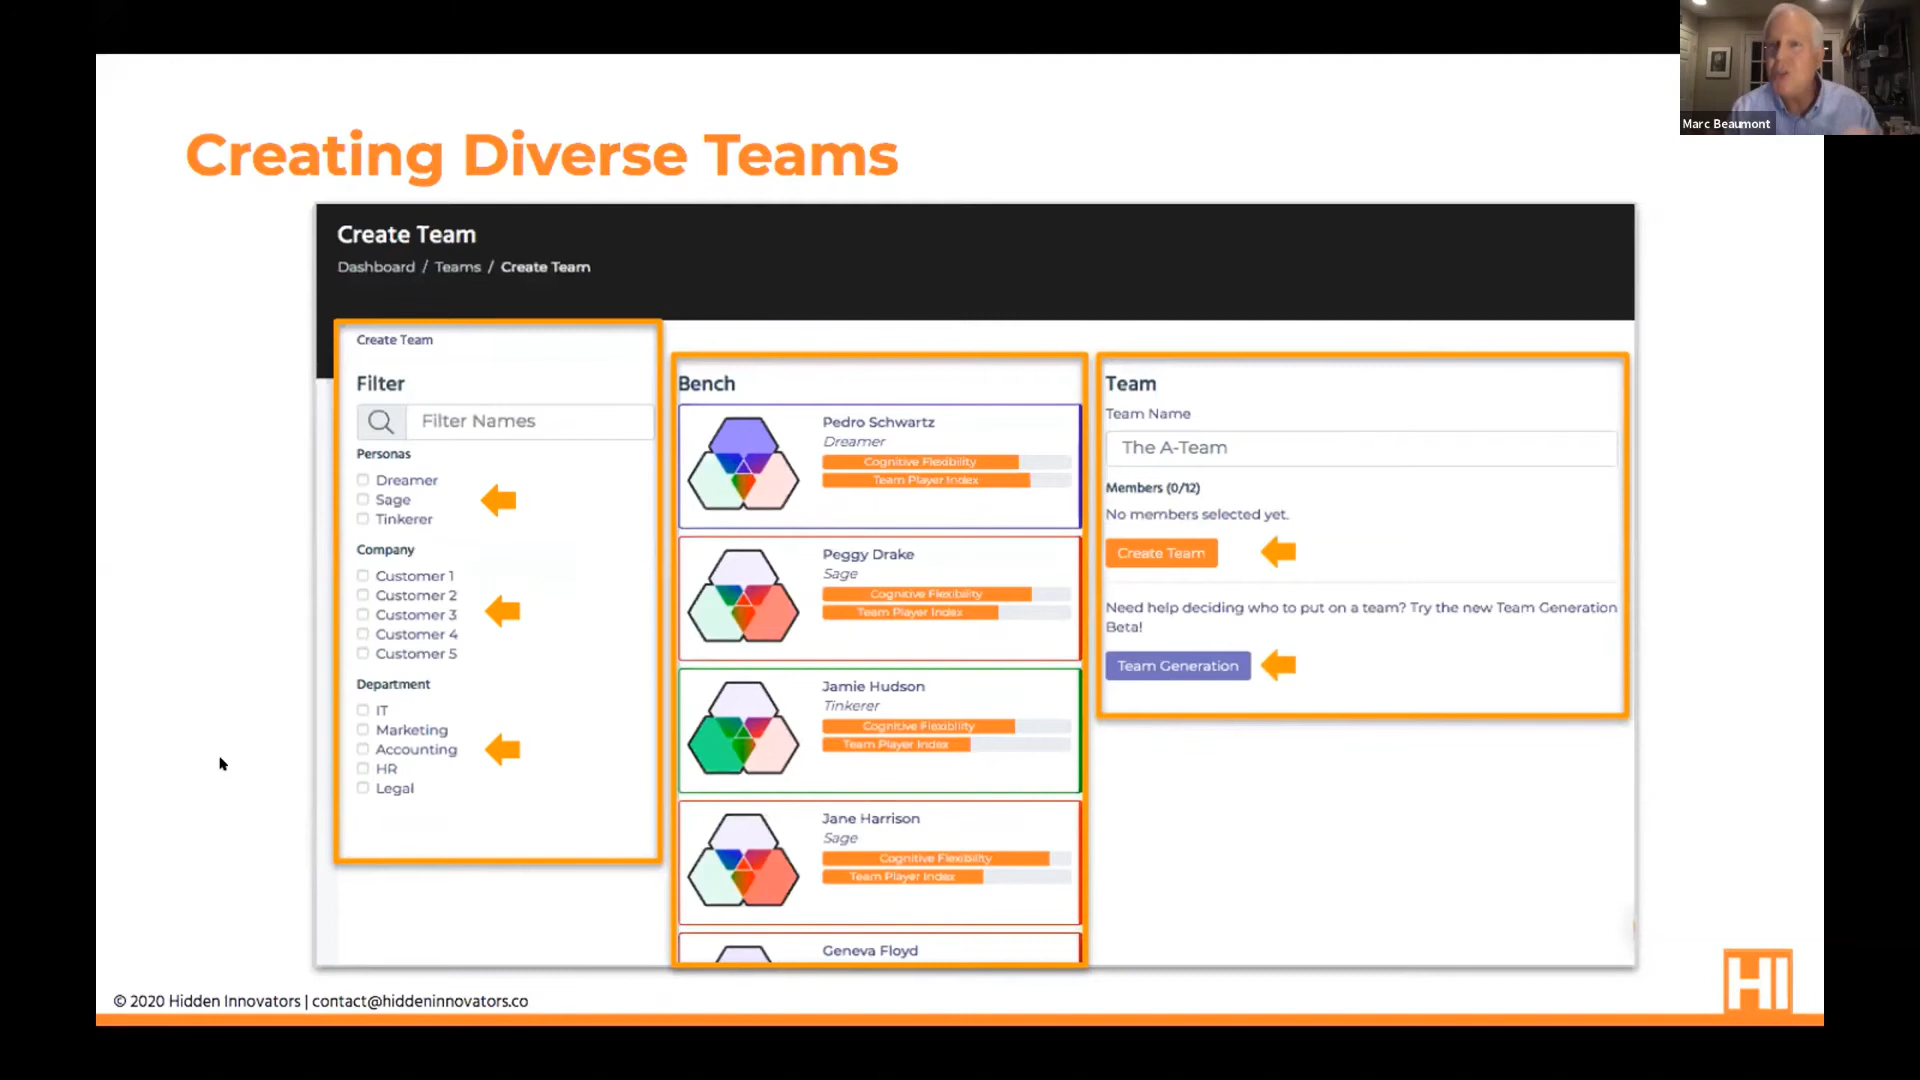 Marc Beaumont
Creating Diverse Teams
Create Team
Dashboard / Teams / Create Team
Create Team
Filter
Filter Names
Personas
Dreamer
Sage
Tinkerer
Company
Customer 1
Customer 2
Customer 3
Customer 4
Customer 5
Department
IT
Marketing
Accounting
HR
Legal
Bench
Pedro Schwartz
Dreamer
Cognitive Flexibility
Team Player Index
Peggy Drake
Sage
Cognitive Flexibility
Team Player Index
Jamie Hudson
Tinkerer
Cognitive Flexibility
Team Player Index
Jane Harrison
Sage
Cognitive Flexibility
Team Player Index
Geneva Floyd
Team
Team Name
The A-Team
Members (0/12)
No members selected yet.
Create Team
Need help deciding who to put on a team? Try the new Team Generation
Beta!
Team Generation
© 2020 Hidden Innovators | contact@hiddeninnovators.co
HI